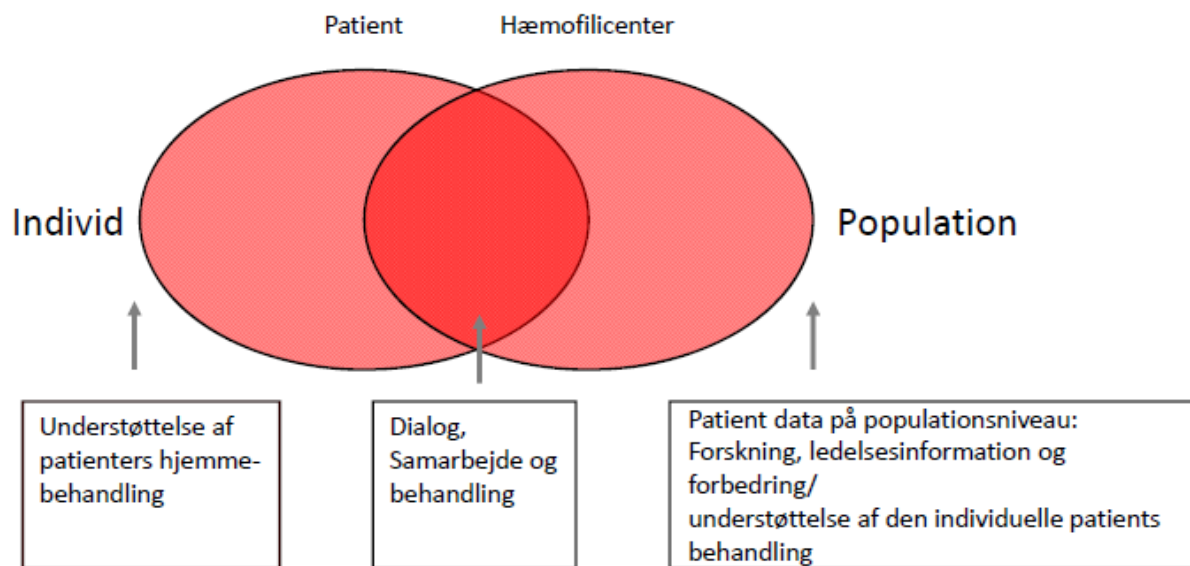 Patient
Hæmofilicenter
Individ
Population
Understøttelse af
patienters hjemme-
behandling
Dialog,
Samarbejde og
behandling
Patient data på populationsniveau:
Forskning, ledelsesinformation og
forbedring/
understøttelse af den individuelle patients
behandling